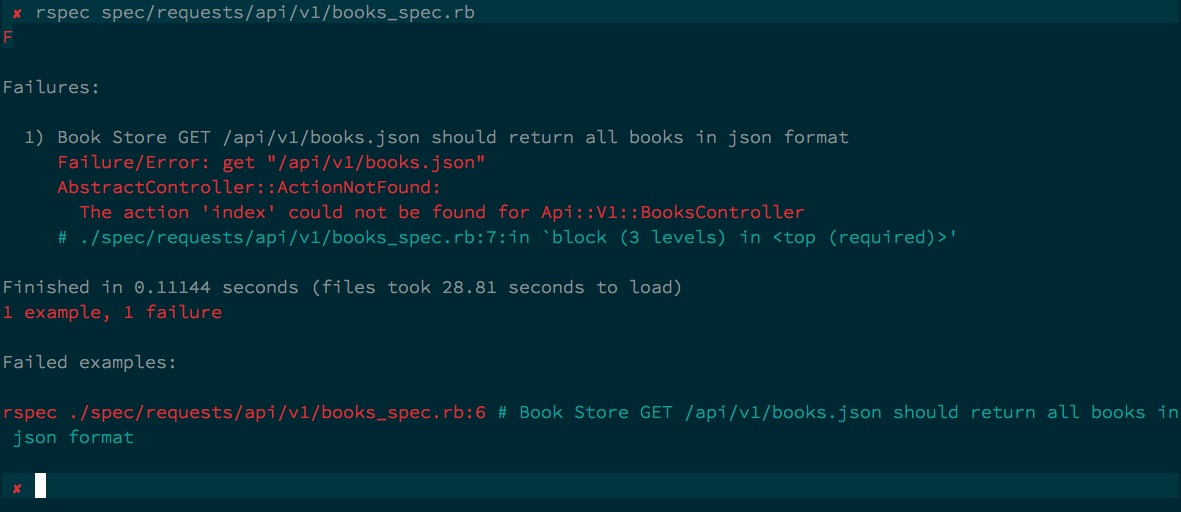 ✘ rspec spec/requests/api/v1/books_spec.rb
F
Failures:
1) Book Store GET /api/v1/books.json should return all books in json format
Failure/Error: get "/api/v1/books.json"
AbstractController::ActionNotFound:
The action 'index' could not be found for Api::V1::BooksController
# ./spec/requests/api/v1/books_spec.rb:7:in `block (3 levels) in <top (required)>'
Finished in 0.11144 seconds (files took 28.81 seconds to load)
1 example, 1 failure
Failed examples:
rspec ./spec/requests/api/v1/books_spec.rb:6 # Book Store GET /api/v1/books.json should return all books in
json format
✘